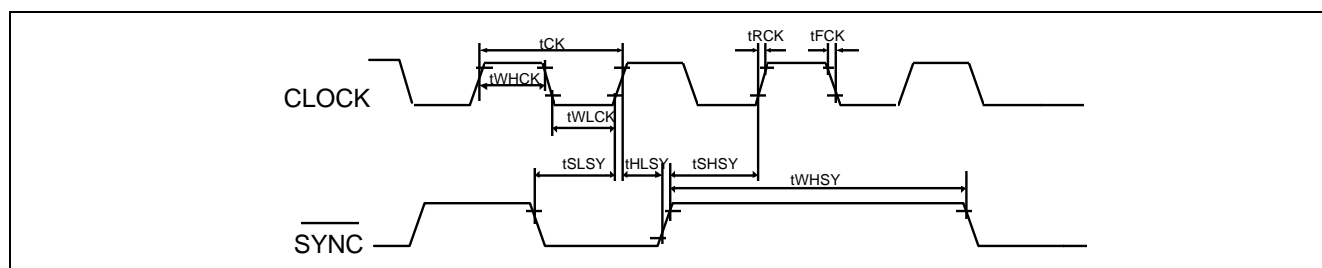 tCK
tRCK
tFCK
tWHCK
CLOCK
tWLCK
tSLSY
tHLSY
tSHSY
tWHSY
SYNC